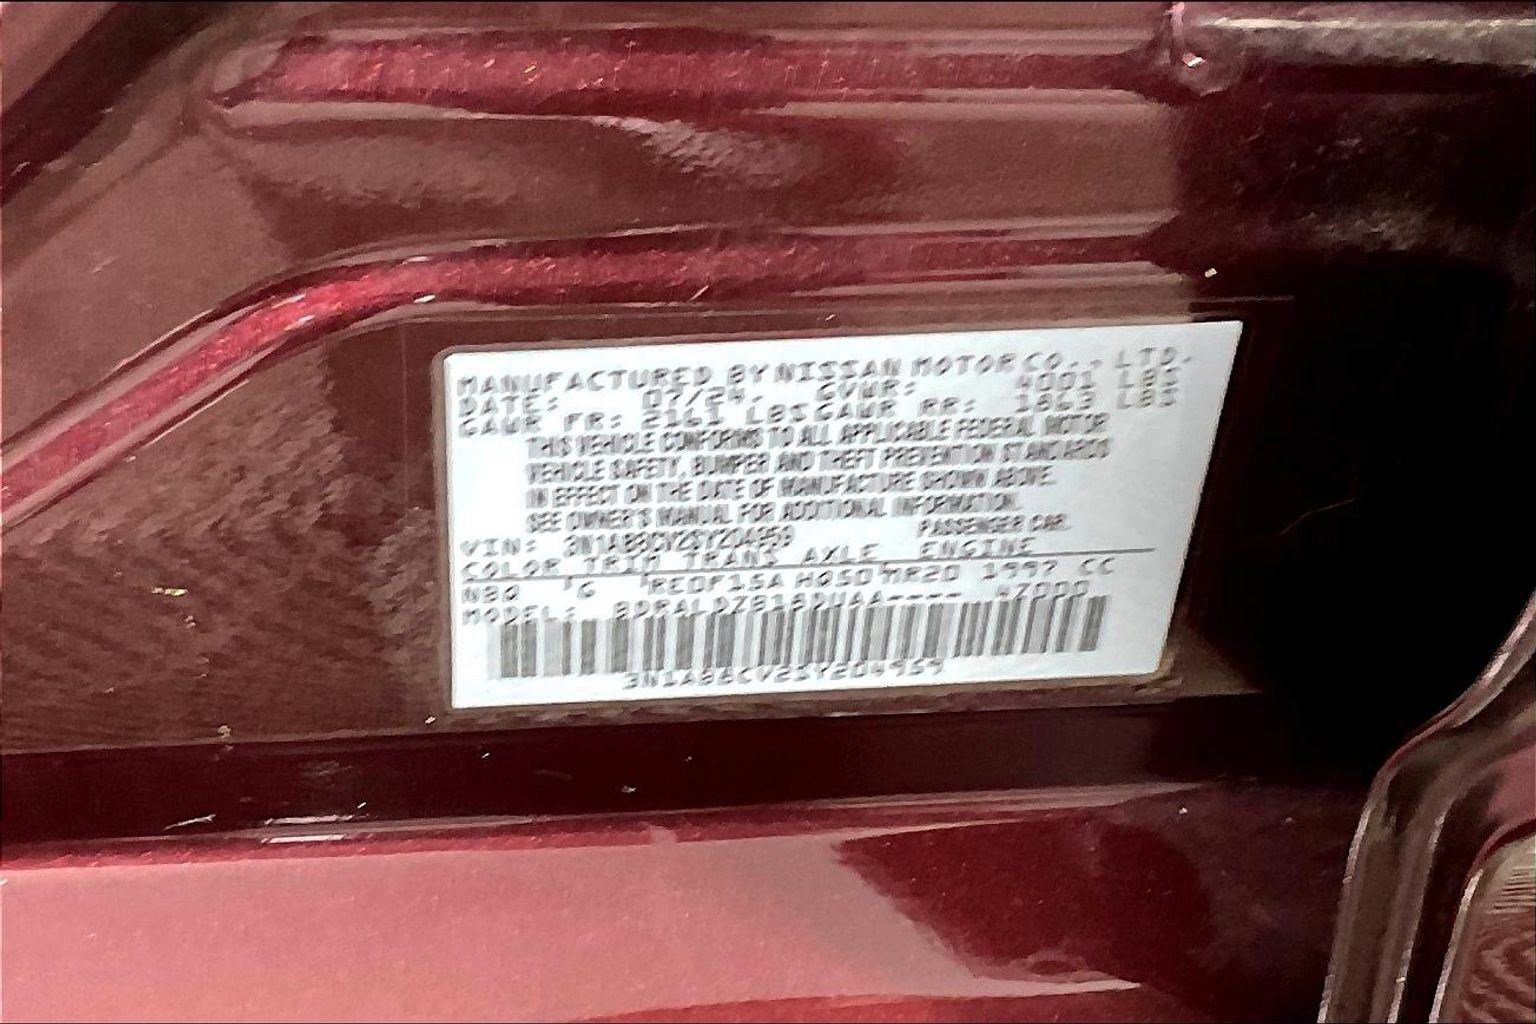 MANUFACTURED BY NISSAN MOTOR CO., LTD.
DATE: 07/24. GVWR: 4001 LBS
GAWR FR: 2161 LBS GAWR RR: 1863 LBS
THIS VEHICLE CONFORMS TO ALL APPLICABLE FEDERAL MOTOR
VEHICLE SAFETY, BUMPER AND THEFT PREVENTION STANDARDS
IN EFFECT ON THE DATE OF MANUFACTURE SHOWN ABOVE.
SEE OWNER'S MANUAL FOR ADDITIONAL INFORMATION.
VIN: 3N1AB8CV2SY204959 PASSENGER CAR.
COLOR TRIM TRANS AXLE ENGINE
G RE0F15A H050 MR20 1997 CC
MODEL:
3N1AB8CV2SY204959